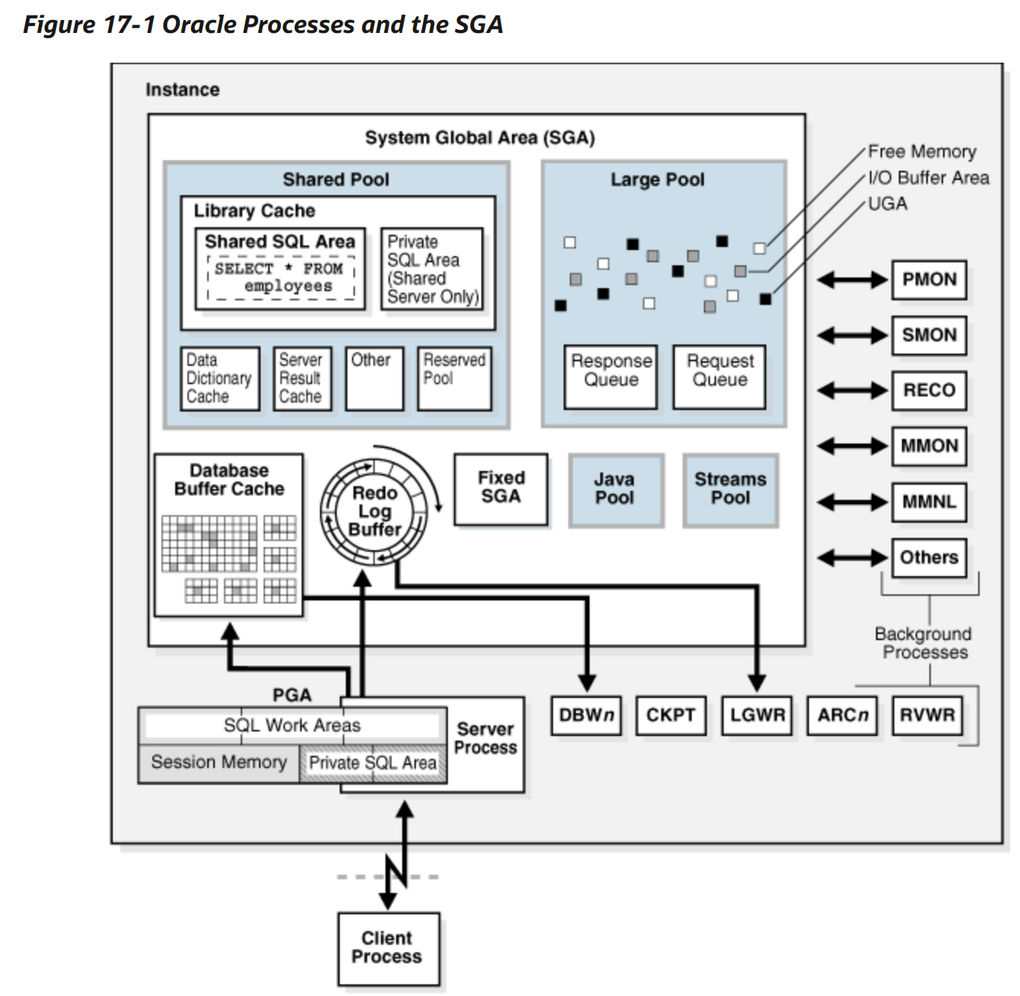 Figure 17-1 Oracle Processes and the SGA
Instance
System Global Area (SGA)
Shared Pool
Library Cache
Shared SQL Area
SELECT * FROM
employees
Private
SQL Area
(Shared
Server Only)
Data
Dictionary
Cache
Server
Result
Cache
Other
Reserved
Pool
Large Pool
Response
Queue
Request
Queue
Free Memory
I/O Buffer Area
UGA
Database
Buffer Cache
Redo
Log
Buffer
Fixed
SGA
Java
Pool
Streams
Pool
PMON
SMON
RECO
MMON
MMNL
Others
Background
Processes
PGA
SQL Work Areas
Session Memory
Private SQL Area
Server
Process
DBWn
CKPT
LGWR
ARCn
RVWR
Client
Process